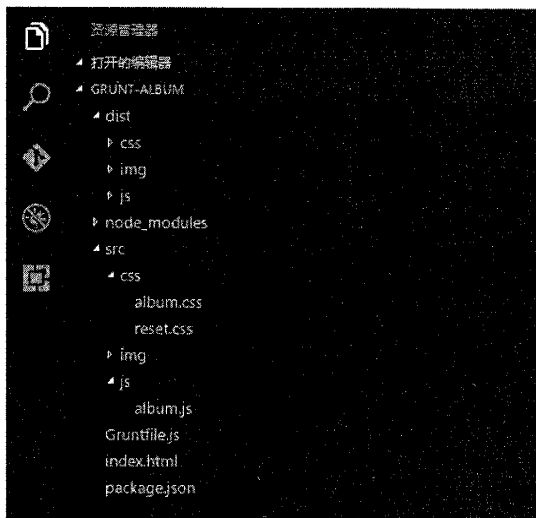 资源管理器
打开的编辑器
GRUNT-ALBUM
dist
css
img
js
node_modules
src
css
album.css
reset.css
img
js
album.js
Gruntfile.js
index.html
package.json